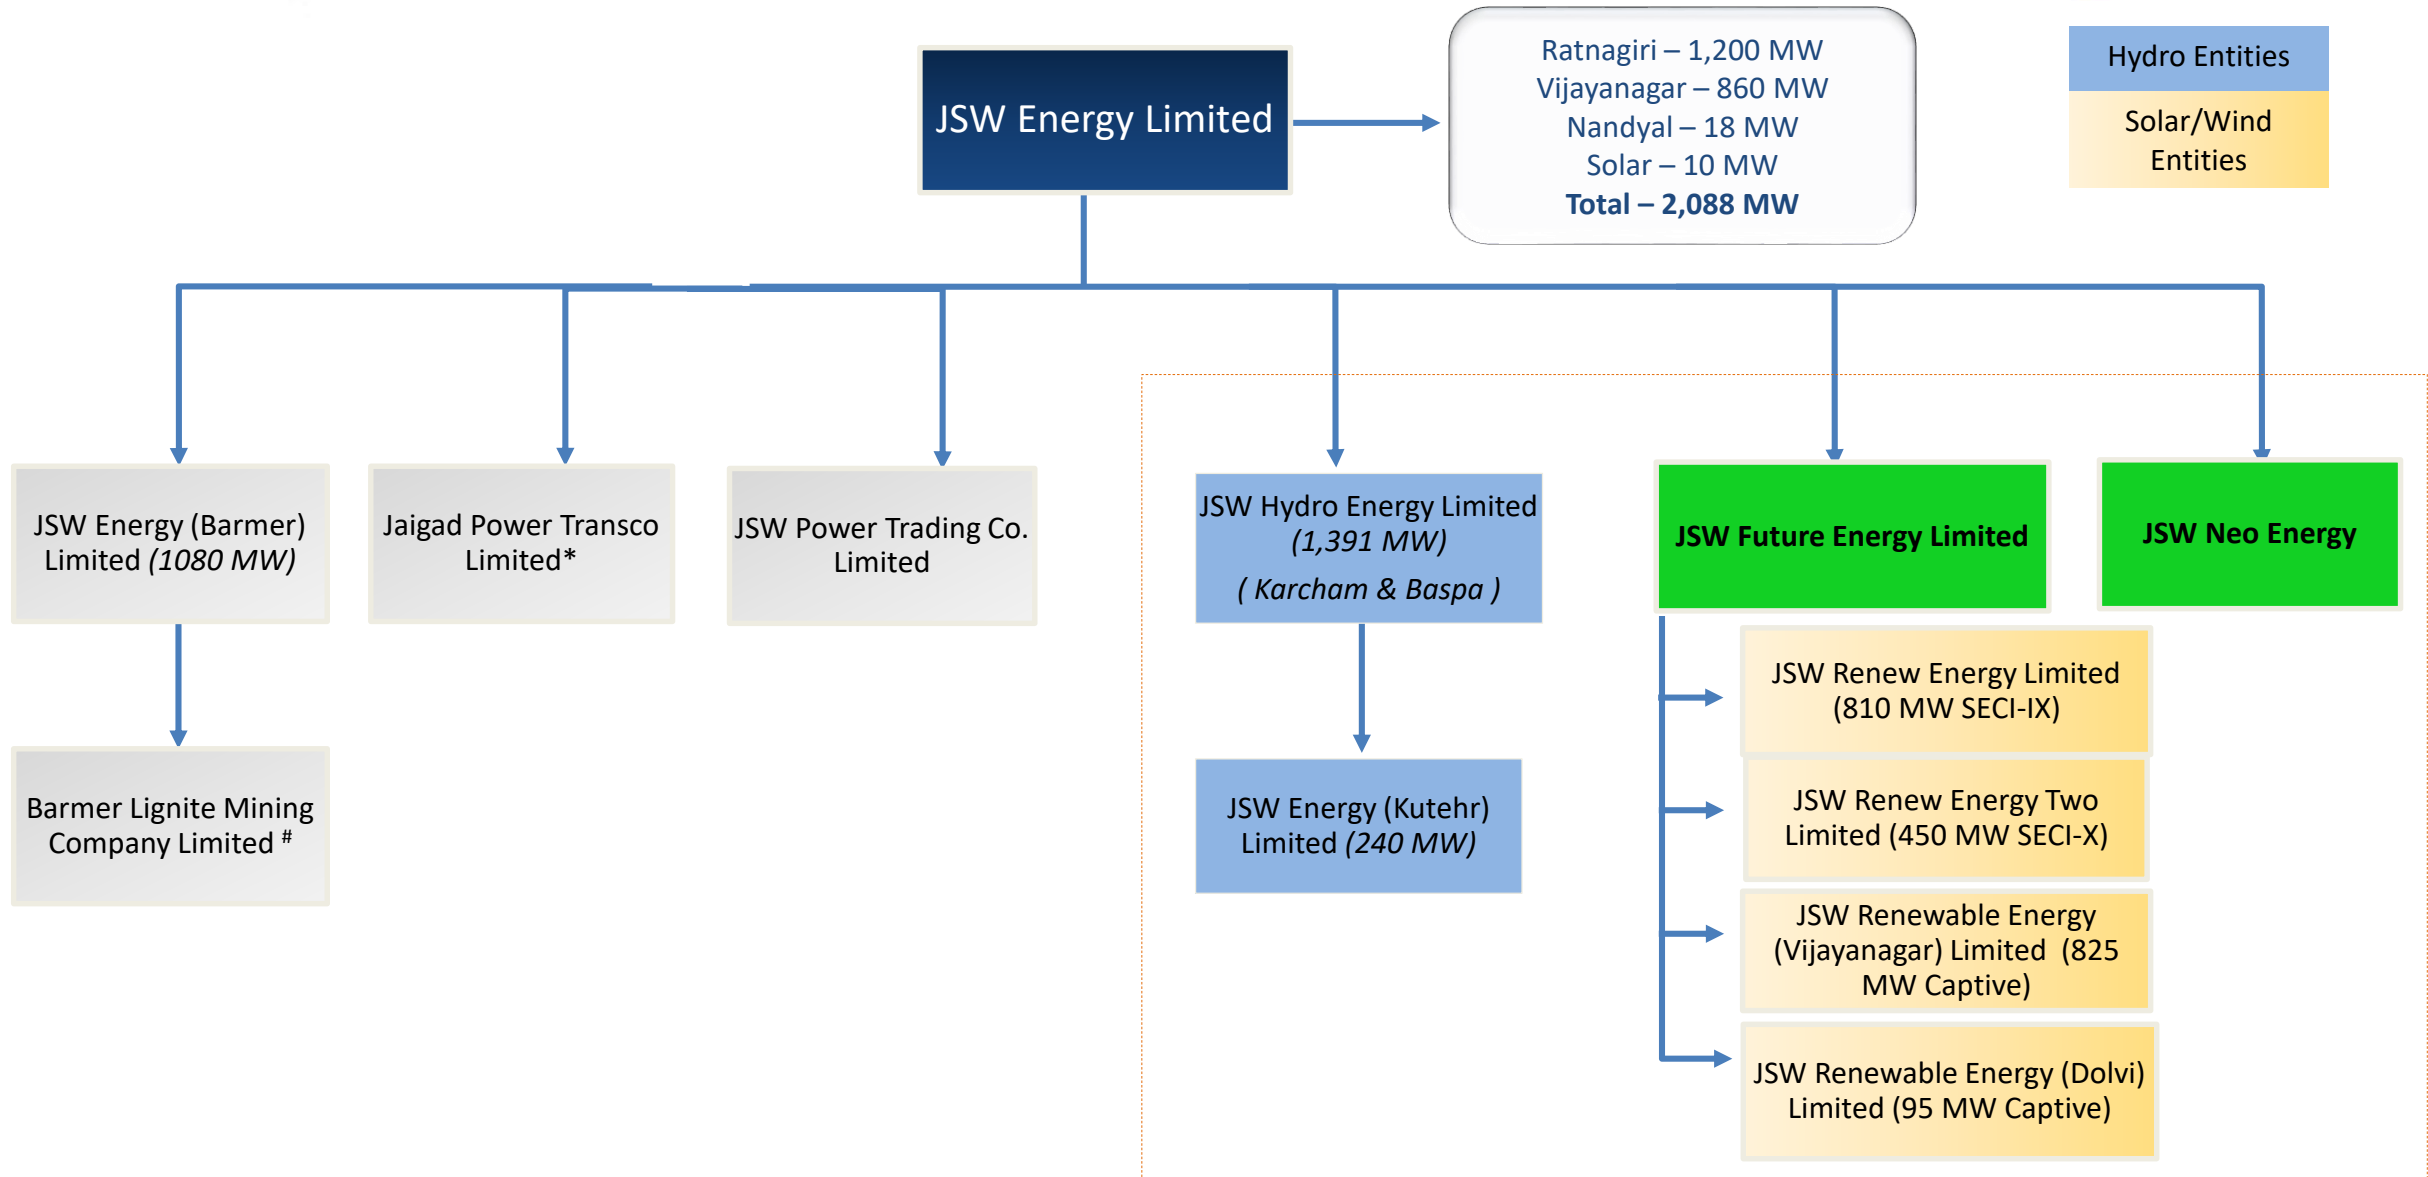 JSW Energy Limited
Ratnagiri – 1,200 MW
Vijayanagar – 860 MW
Nandyal – 18 MW
Solar – 10 MW
Total – 2,088 MW
Hydro Entities
Solar/Wind
Entities
JSW Energy (Barmer)
Limited (1080 MW)
Jaigad Power Transco
Limited*
JSW Power Trading Co.
Limited
JSW Hydro Energy Limited
(1,391 MW)
( Karcham & Baspa )
JSW Future Energy Limited
JSW Neo Energy
Barmer Lignite Mining
Company Limited #
JSW Energy (Kutehr)
Limited (240 MW)
JSW Renew Energy Limited
(810 MW SECI-IX)
JSW Renew Energy Two
Limited (450 MW SECI-X)
JSW Renewable Energy
(Vijayanagar) Limited (825
MW Captive)
JSW Renewable Energy (Dolvi)
Limited (95 MW Captive)